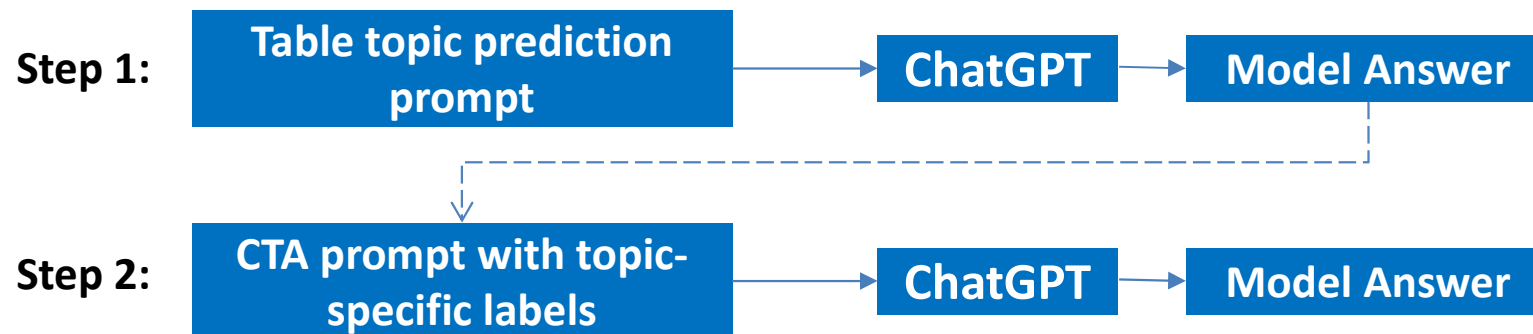 Step 1:
Table topic prediction
prompt
ChatGPT
Model Answer
Step 2:
CTA prompt with topic-
specific labels
ChatGPT
Model Answer